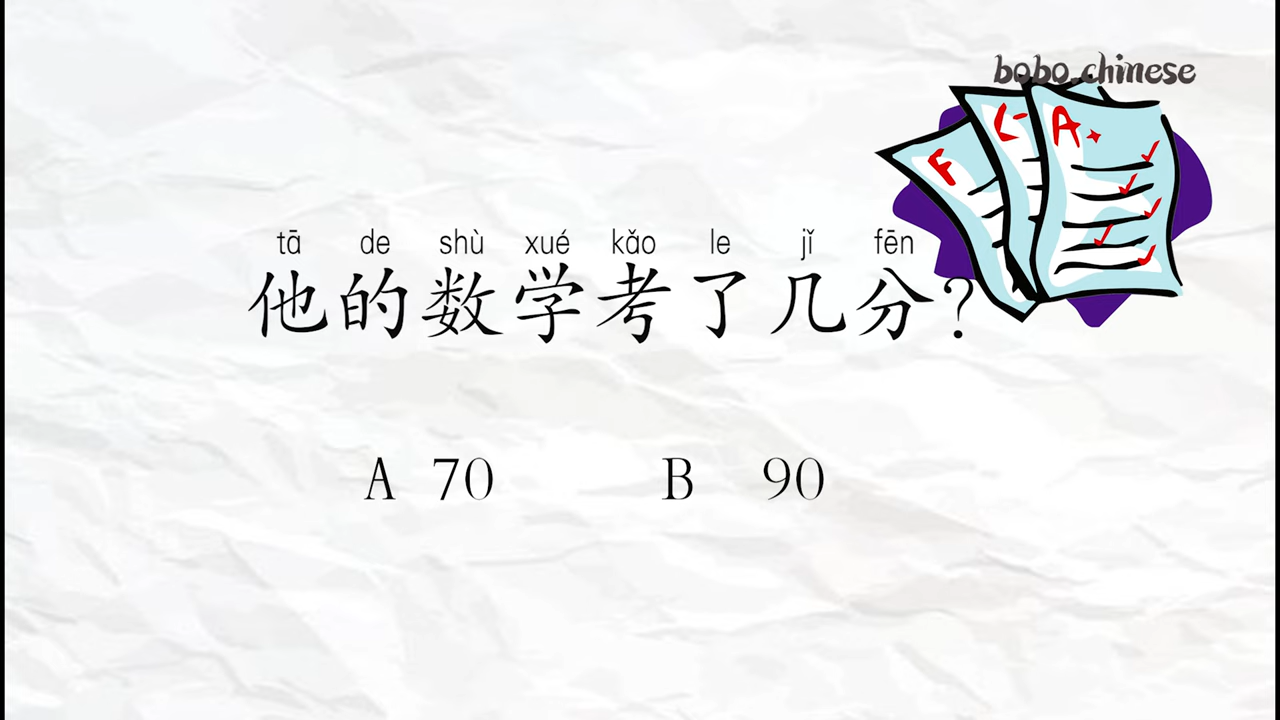 bobo.chinese
F C- A+
tā de shù xué kǎo le jǐ fēn
他的数学考了几分?
A 70 B 90